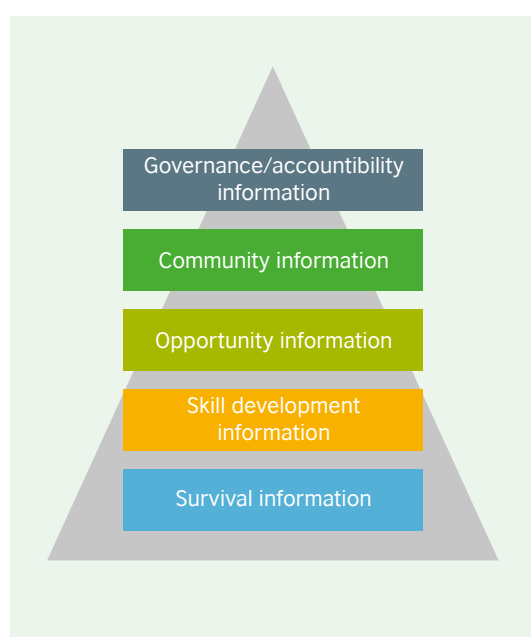 Governance/accountibility
information
Community information
Opportunity information
Skill development
information
Survival information